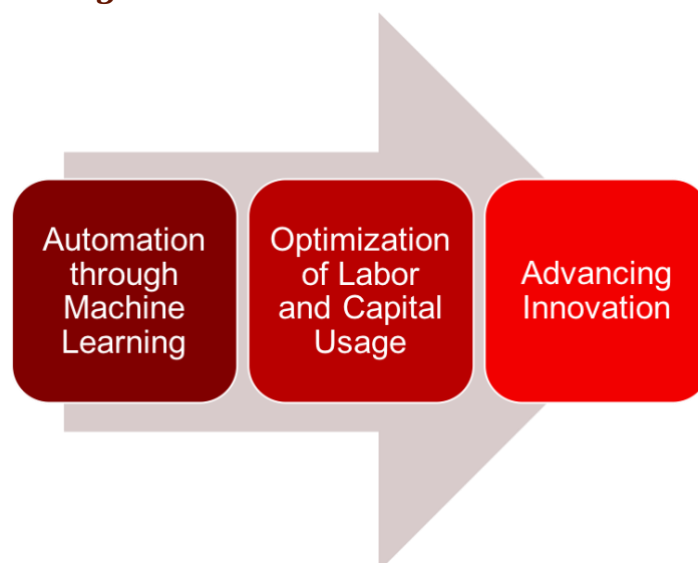 Automation
through
Machine
Learning
Optimization
of Labor
and Capital
Usage
Advancing
Innovation